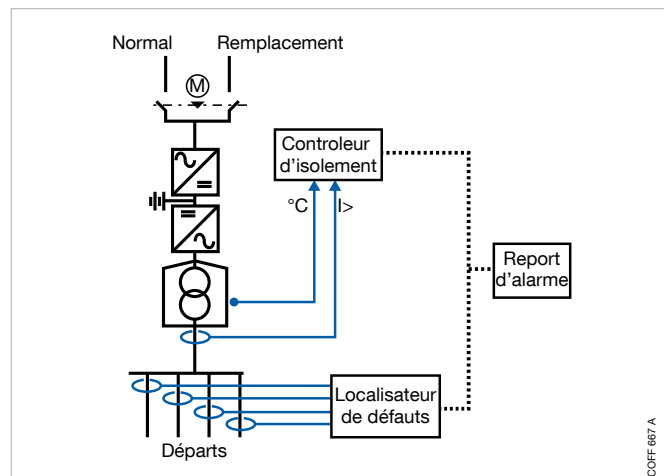 Normal Remplacement
M
Controleur
d'isolement
°C I>
Report
d'alarme
Localisateur
de défauts
Départs
COFF 667 A